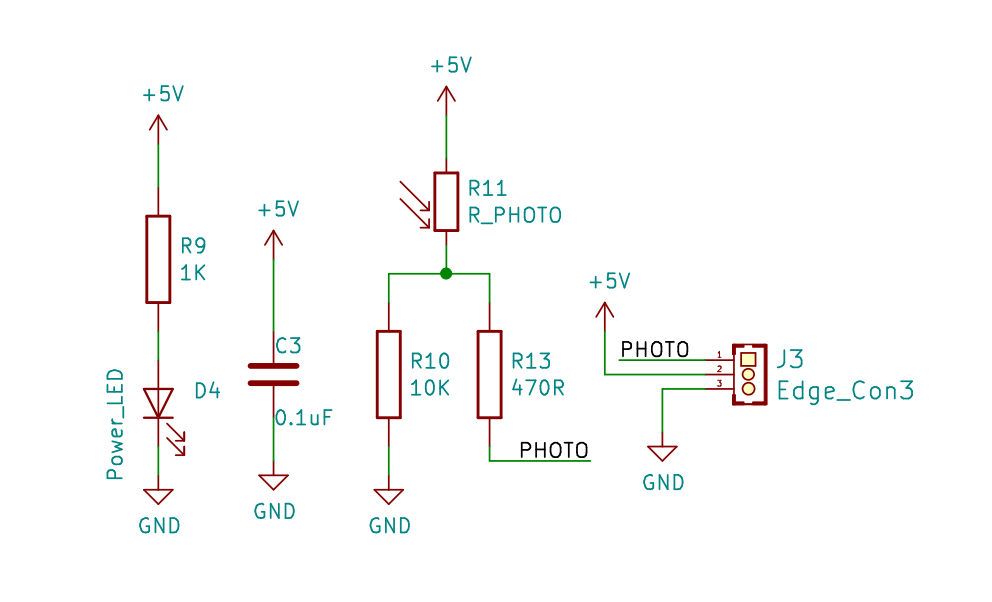 +5V
R9
1K
D4
Power_LED
GND
+5V
C3
0.1uF
GND
+5V
R11
R_PHOTO
R10
10K
GND
R13
470R
PHOTO
+5V
PHOTO
1
2
3
J3
Edge_Con3
GND